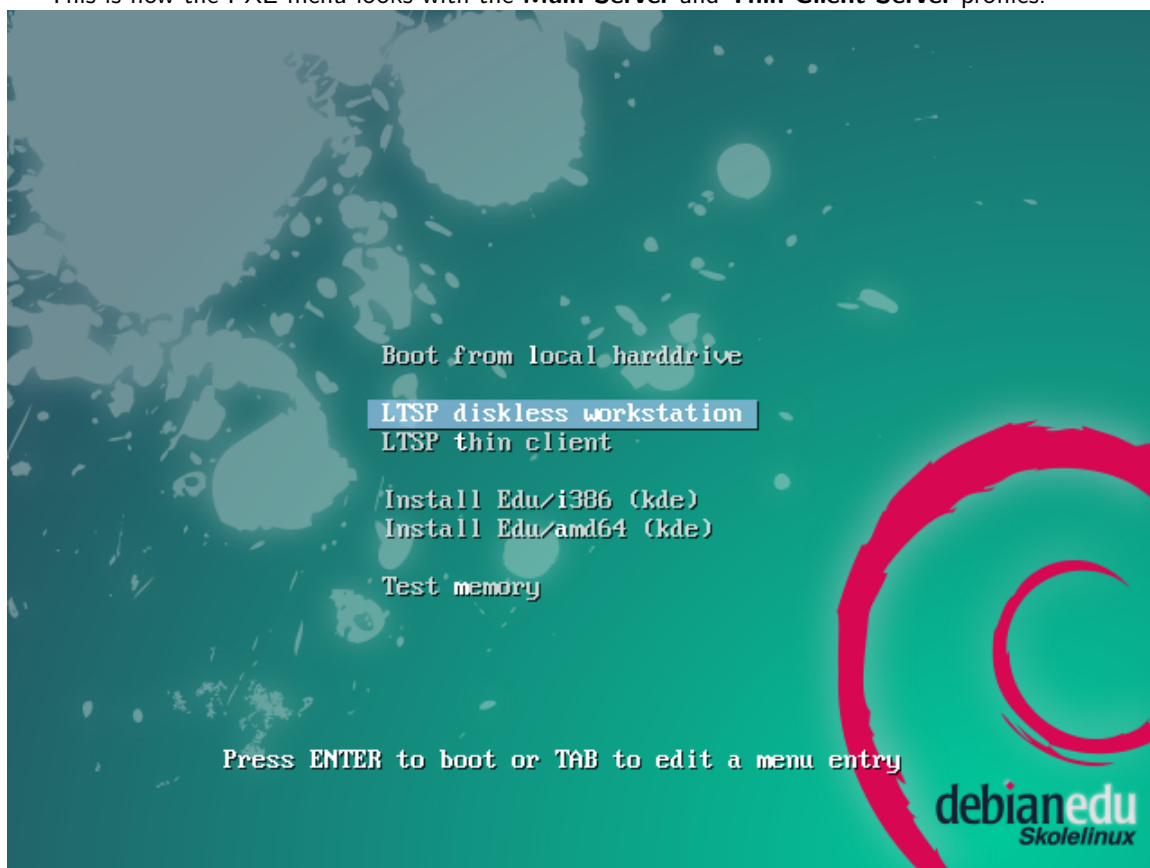 This is how the PXE menu looks with the Main Server and Thin Client Server profiles:
Boot from local harddrive
LTSP diskless workstation
LTSP thin client
Install Edu/i386 (kde)
Install Edu/amd64 (kde)
Test memory
Press ENTER to boot or TAB to edit a menu entry
debianedu
Skolelinux